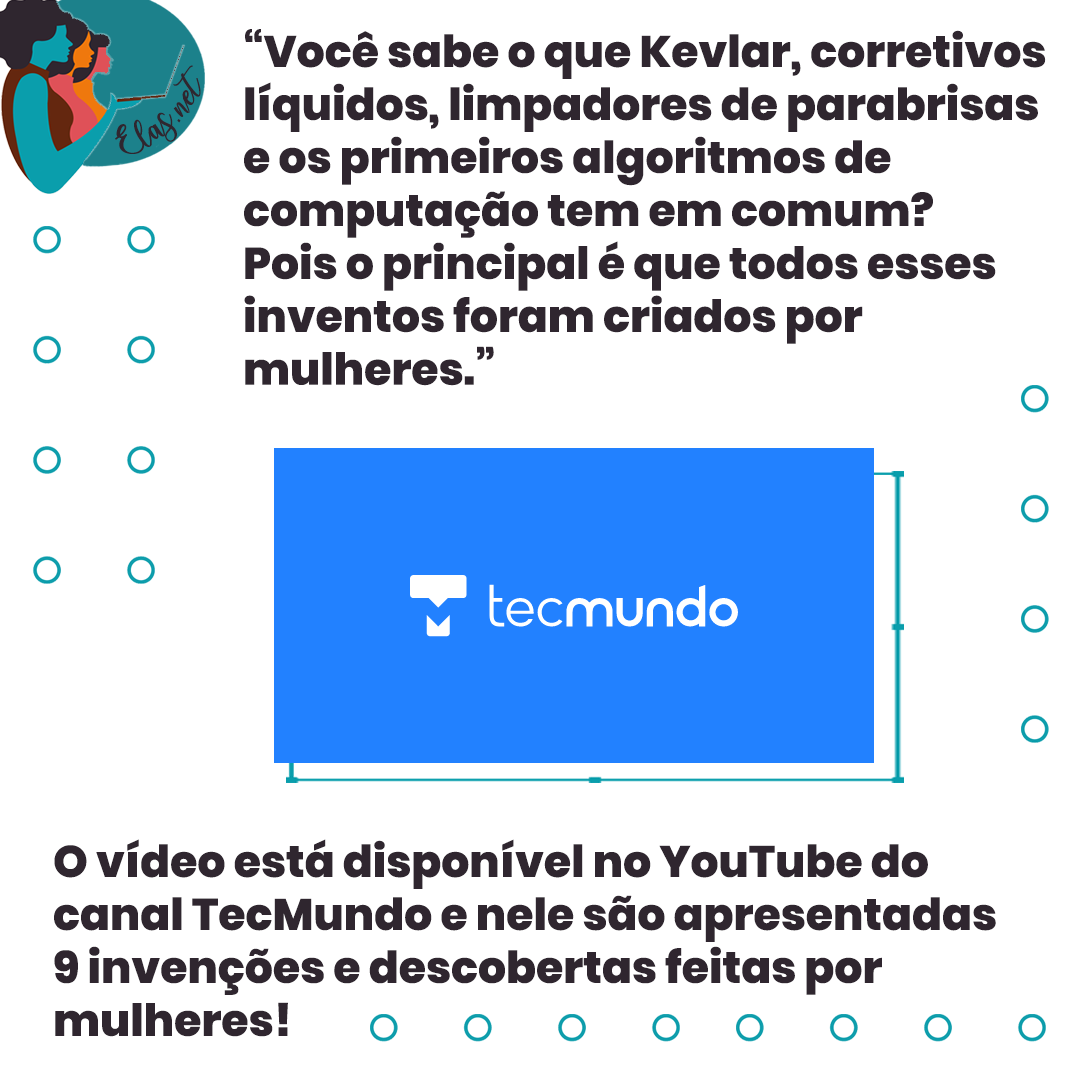 Elas.net
“Você sabe o que Kevlar, corretivos
líquidos, limpadores de parabrisas
e os primeiros algoritmos de
computação tem em comum?
Pois o principal é que todos esses
inventos foram criados por
mulheres.”
tecmundo
O vídeo está disponível no YouTube do
canal TecMundo e nele são apresentadas
9 invenções e descobertas feitas por
mulheres!